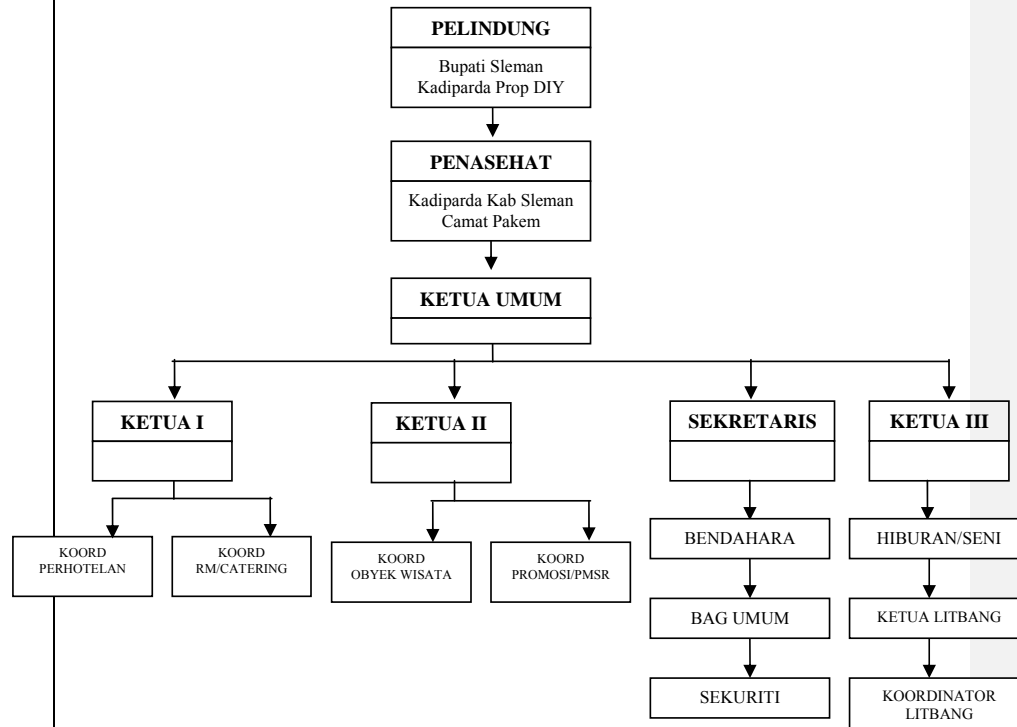 PELINDUNG
Bupati Sleman
Kadiparda Prop DIY
PENASEHAT
Kadiparda Kab Sleman
Camat Pakem
KETUA UMUM
KETUA I
KETUA II
SEKRETARIS
KETUA III
KOORD
PERHOTELAN
KOORD
RM/CATERING
KOORD
OBYEK WISATA
KOORD
PROMOSI/PMSR
BENDAHARA
HIBURAN/SENI
BAG UMUM
KETUA LITBANG
SEKURITI
KOORDINATOR
LITBANG